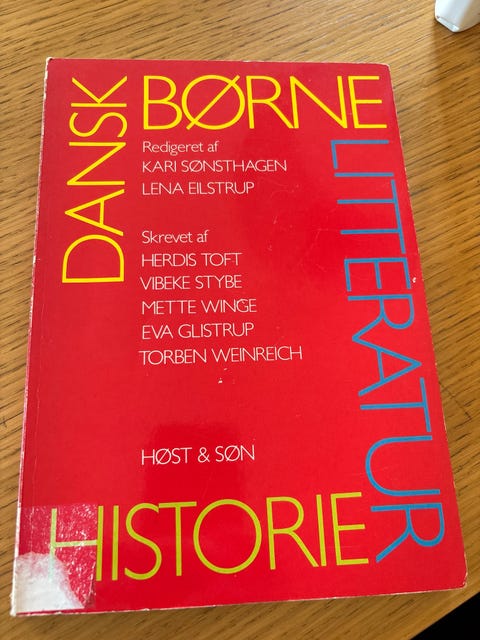 DANSK
BØRNE
LITTERATUR
HISTORIE
Redigeret af
KARI SØNSTHAGEN
LENA EILSTRUP
Skrevet af
HERDIS TOFT
VIBEKE STYBE
METTE WINGE
EVA GLISTRUP
TORBEN WEINREICH
HØST & SØN